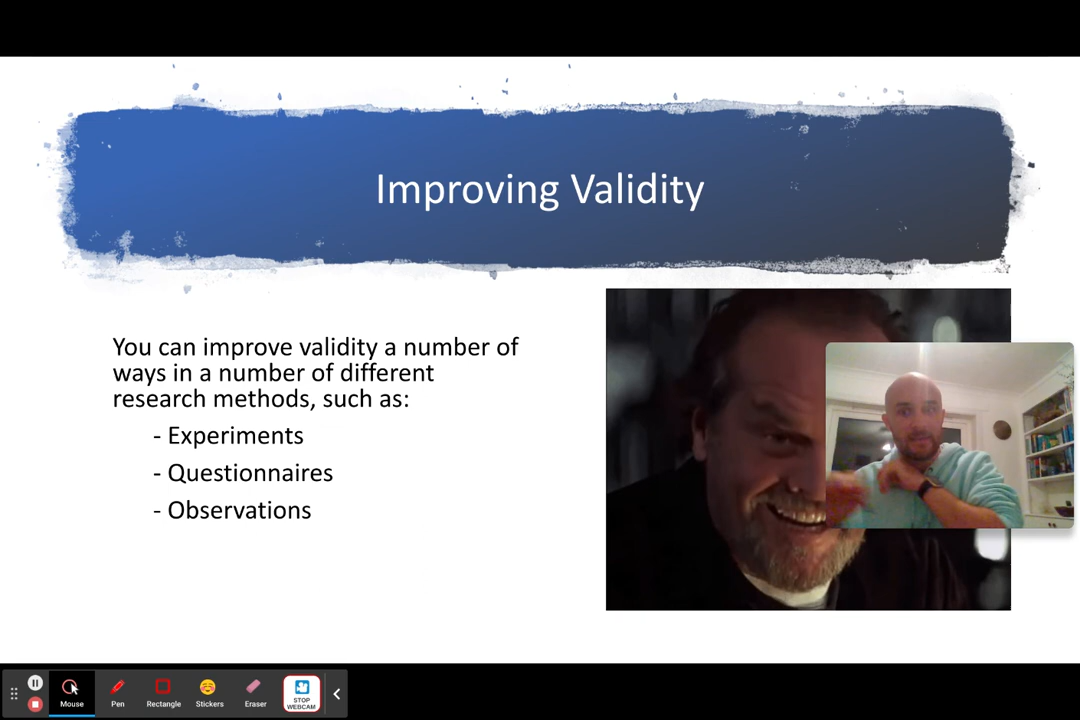 Improving Validity
You can improve validity a number of
ways in a number of different
research methods, such as:
- Experiments
- Questionnaires
- Observations
Mouse
Pen
Rectangle
Stickers
Eraser
STOP
WEBCAM